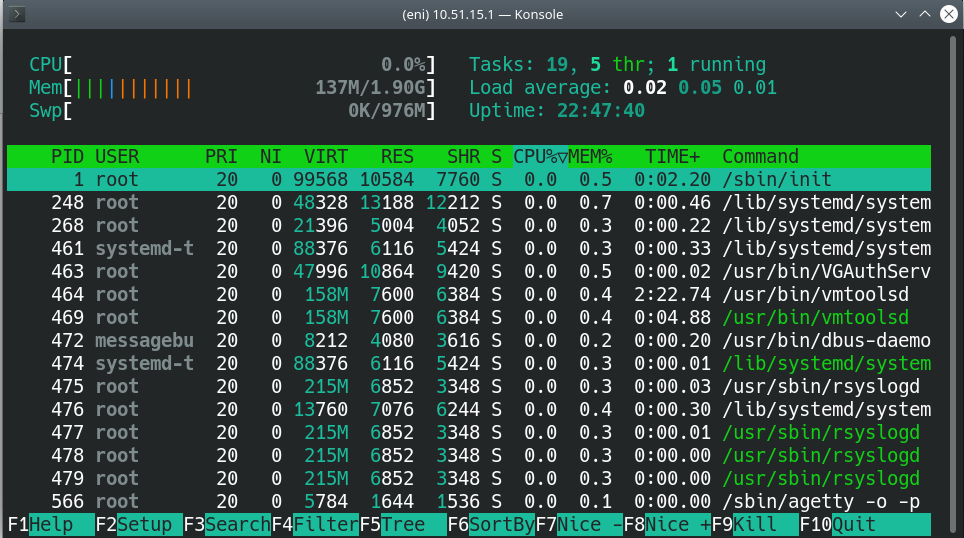 (eni) 10.51.15.1 — Konsole
CPU[ 0.0%] Tasks: 19, 5 thr; 1 running
Mem[||||||||||| 137M/1.90G] Load average: 0.02 0.05 0.01
Swp[ 0K/976M] Uptime: 22:47:40
PID USER PRI NI VIRT RES SHR S CPU%▽MEM% TIME+ Command
1 root 20 0 99568 10584 7760 S 0.0 0.5 0:02.20 /sbin/init
248 root 20 0 48328 13188 12212 S 0.0 0.7 0:00.46 /lib/systemd/system
268 root 20 0 21396 5004 4052 S 0.0 0.3 0:00.22 /lib/systemd/system
461 systemd-t 20 0 88376 6116 5424 S 0.0 0.3 0:00.33 /lib/systemd/system
463 root 20 0 47996 10864 9420 S 0.0 0.5 0:00.02 /usr/bin/VGAuthServ
464 root 20 0 158M 7600 6384 S 0.0 0.4 2:22.74 /usr/bin/vmtoolsd
469 root 20 0 158M 7600 6384 S 0.0 0.4 0:04.88 /usr/bin/vmtoolsd
472 messagebu 20 0 8212 4080 3616 S 0.0 0.2 0:00.20 /usr/bin/dbus-daemo
474 systemd-t 20 0 88376 6116 5424 S 0.0 0.3 0:00.01 /lib/systemd/system
475 root 20 0 215M 6852 3348 S 0.0 0.3 0:00.03 /usr/sbin/rsyslogd
476 root 20 0 13760 7076 6244 S 0.0 0.4 0:00.30 /lib/systemd/system
477 root 20 0 215M 6852 3348 S 0.0 0.3 0:00.01 /usr/sbin/rsyslogd
478 root 20 0 215M 6852 3348 S 0.0 0.3 0:00.00 /usr/sbin/rsyslogd
479 root 20 0 215M 6852 3348 S 0.0 0.3 0:00.00 /usr/sbin/rsyslogd
566 root 20 0 5784 1644 1536 S 0.0 0.1 0:00.00 /sbin/agetty -o -p
F1Help F2Setup F3SearchF4FilterF5Tree F6SortByF7Nice -F8Nice +F9Kill F10Quit